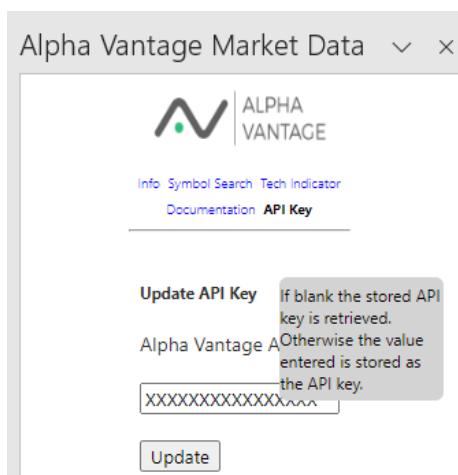 Alpha Vantage Market Data
ALPHA
VANTAGE
Info Symbol Search Tech Indicator
Documentation API Key
Update API Key
If blank the stored API
key is retrieved.
Otherwise the value
entered is stored as
the API key.
Alpha Vantage A
XXXXXXXXXXXXXXXX
Update